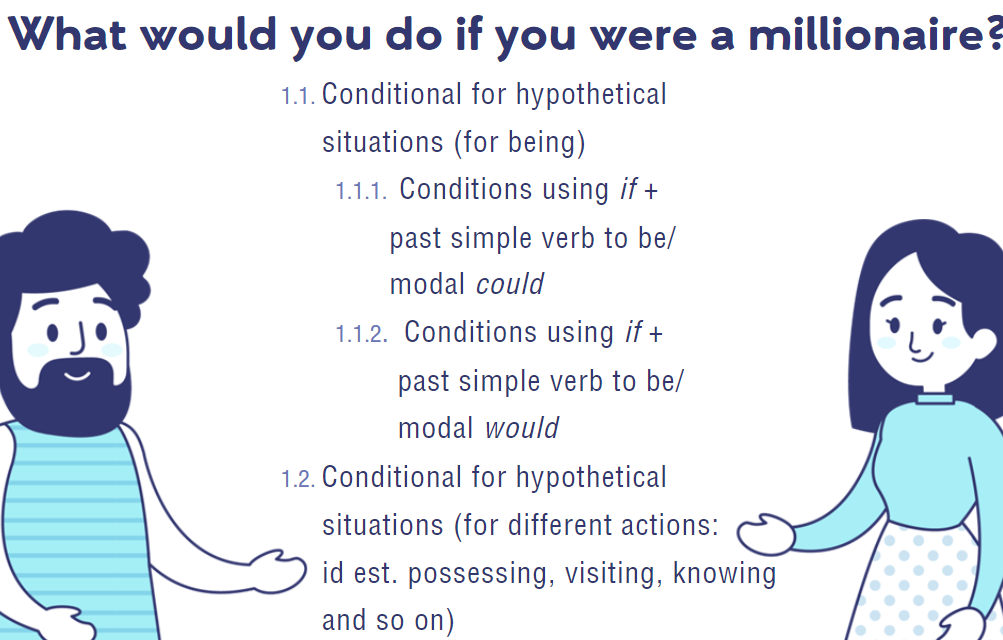 What would you do if you were a millionaire?
1.1. Conditional for hypothetical
situations (for being)
1.1.1. Conditions using if +
past simple verb to be/
modal could
1.1.2. Conditions using if +
past simple verb to be/
modal would
1.2. Conditional for hypothetical
situations (for different actions:
id est. possessing, visiting, knowing
and so on)